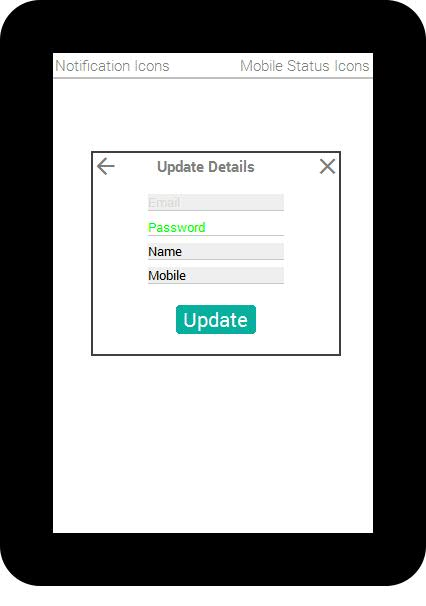 Notification Icons Mobile Status Icons
Update Details
Email
Password
Name
Mobile
Update